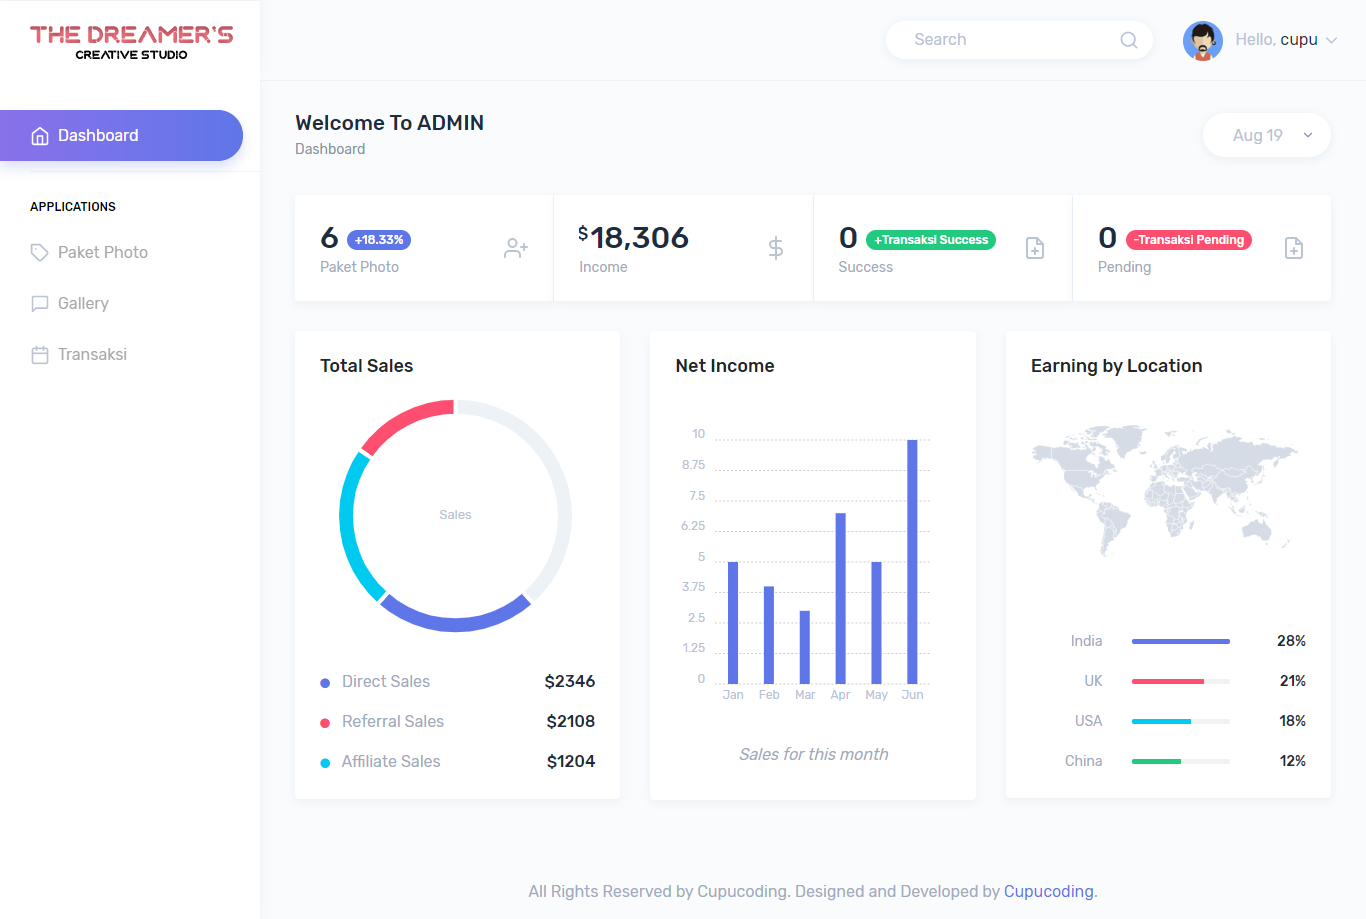 THE DREAMER'S
CREATIVE STUDIO
Search
Hello, cupu
Dashboard
APPLICATIONS
Paket Photo
Gallery
Transaksi
Welcome To ADMIN
Dashboard
Aug 19
6 +18.33%
Paket Photo
$18,306
Income
0 +Transaksi Success
Success
0 -Transaksi Pending
Pending
Total Sales
Sales
Direct Sales $2346
Referral Sales $2108
Affiliate Sales $1204
Net Income
10
8.75
7.5
6.25
5
3.75
2.5
1.25
0
Jan Feb Mar Apr May Jun
Sales for this month
Earning by Location
India 28%
UK 21%
USA 18%
China 12%
All Rights Reserved by Cupucoding. Designed and Developed by Cupucoding.